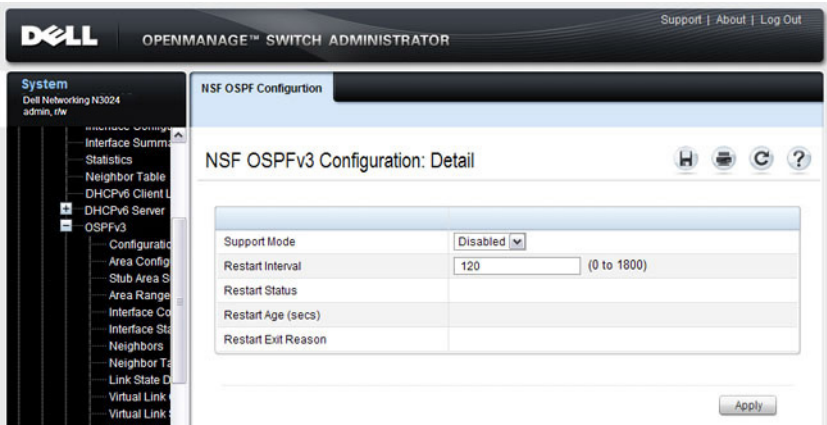 Support | About | Log Out
DELL
OPENMANAGE™ SWITCH ADMINISTRATOR
System
Dell Networking N3024
admin, r/w
NSF OSPF Configurtion
Interface Summa
Statistics
Neighbor Table
DHCPv6 Client L
DHCPv6 Server
OSPFv3
Configuratio
Area Config
Stub Area S
Area Range
Interface Co
Interface Sta
Neighbors
Neighbor Ta
Link State D
Virtual Link
Virtual Link
NSF OSPFv3 Configuration: Detail
Support Mode Disabled
Restart Interval 120 (0 to 1800)
Restart Status
Restart Age (secs)
Restart Exit Reason
Apply